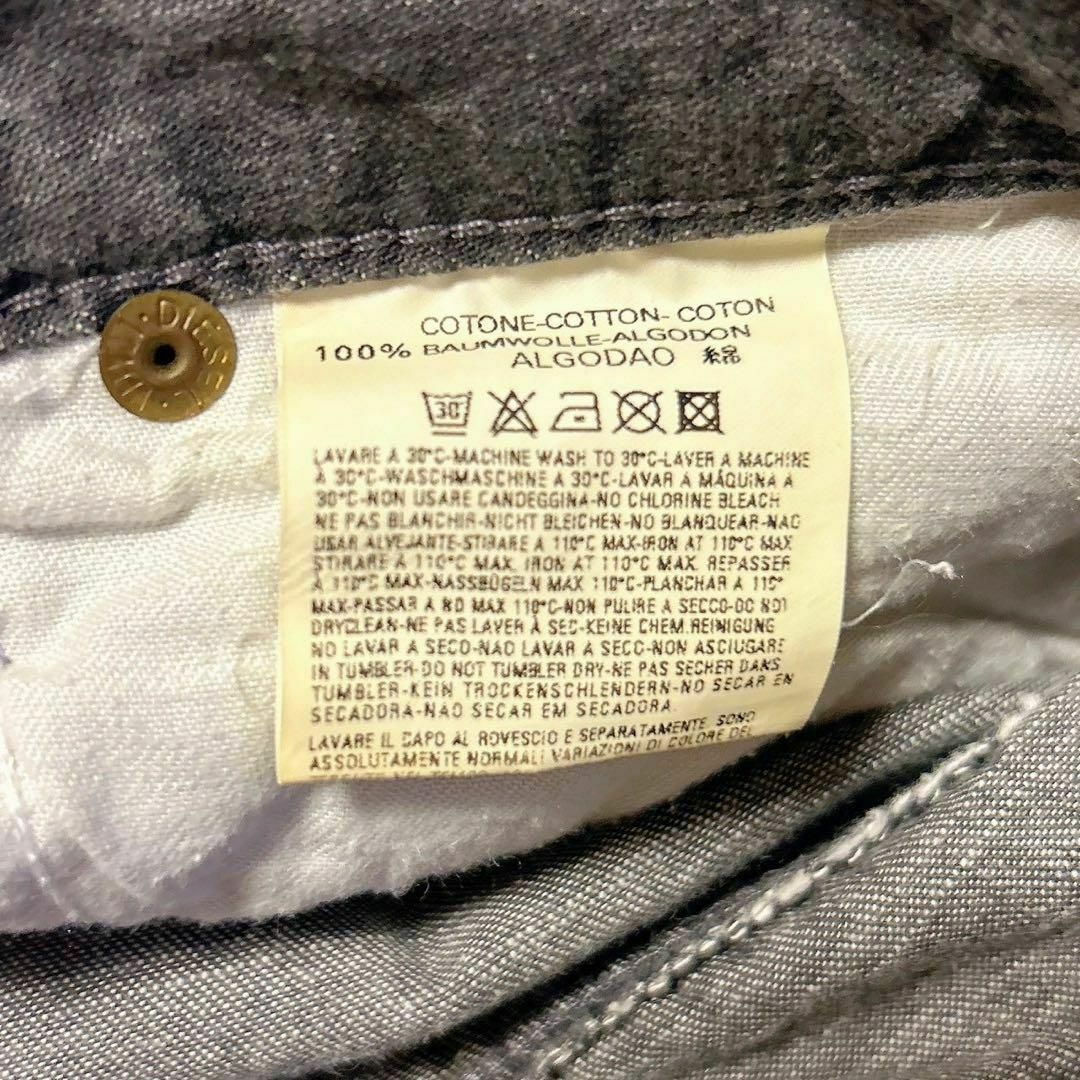 DIESEL
COTONE-COTTON-COTON
100% BAUMWOLLE-ALGODON
ALGODAO 綿
30
LAVARE A 30°C-MACHINE WASH TO 30°C-LAVER A MACHINE
A 30°C-WASCHMASCHINE A 30°C-LAVAR A MÁQUINA A
30°C-NON USARE CANDEGGINA-NO CHLORINE BLEACH
NE PAS BLANCHIR-NICHT BLEICHEN-NO BLANQUEAR-NAO
USAR ALVEJANTE-STIRARE A 110°C MAX-IRON AT 110°C MAX
STIRARE A 110°C MAX. IRON AT 110°C MAX. REPASSER
A 110°C MAX-NASSBÜGELN MAX 110°C-PLANCHAR A 110°
MAX-PASSAR A NO MAX 110°C-NON PULIRE A SECCO-DO NOT
DRYCLEAN-NE PAS LAVER À SEC-KEINE CHEM.REINIGUNG
NO LAVAR A SECO-NAO LAVAR A SECO-NON ASCIUGARE
IN TUMBLER-DO NOT TUMBLER DRY-NE PAS SECHER DANS
TUMBLER-KEIN TROCKENSCHLENDERN-NO SECAR EN
SECADORA-NAO SECAR EM SECADORA.
LAVARE IL CAPO AL ROVESCIO E SEPARATAMENTE. SONO
ASSOLUTAMENTE NORMALI VARIAZIONI DI COLORE DEL